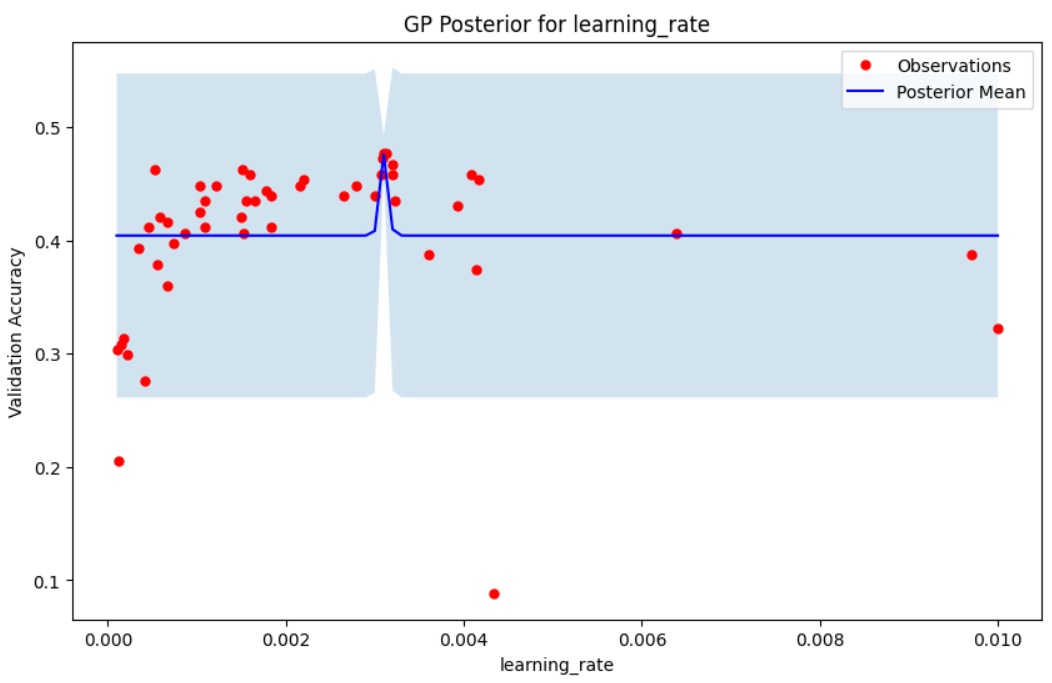 GP Posterior for learning_rate
Observations
Posterior Mean
Validation Accuracy
0.5
0.4
0.3
0.2
0.1
0.000
0.002
0.004
0.006
0.008
0.010
learning_rate